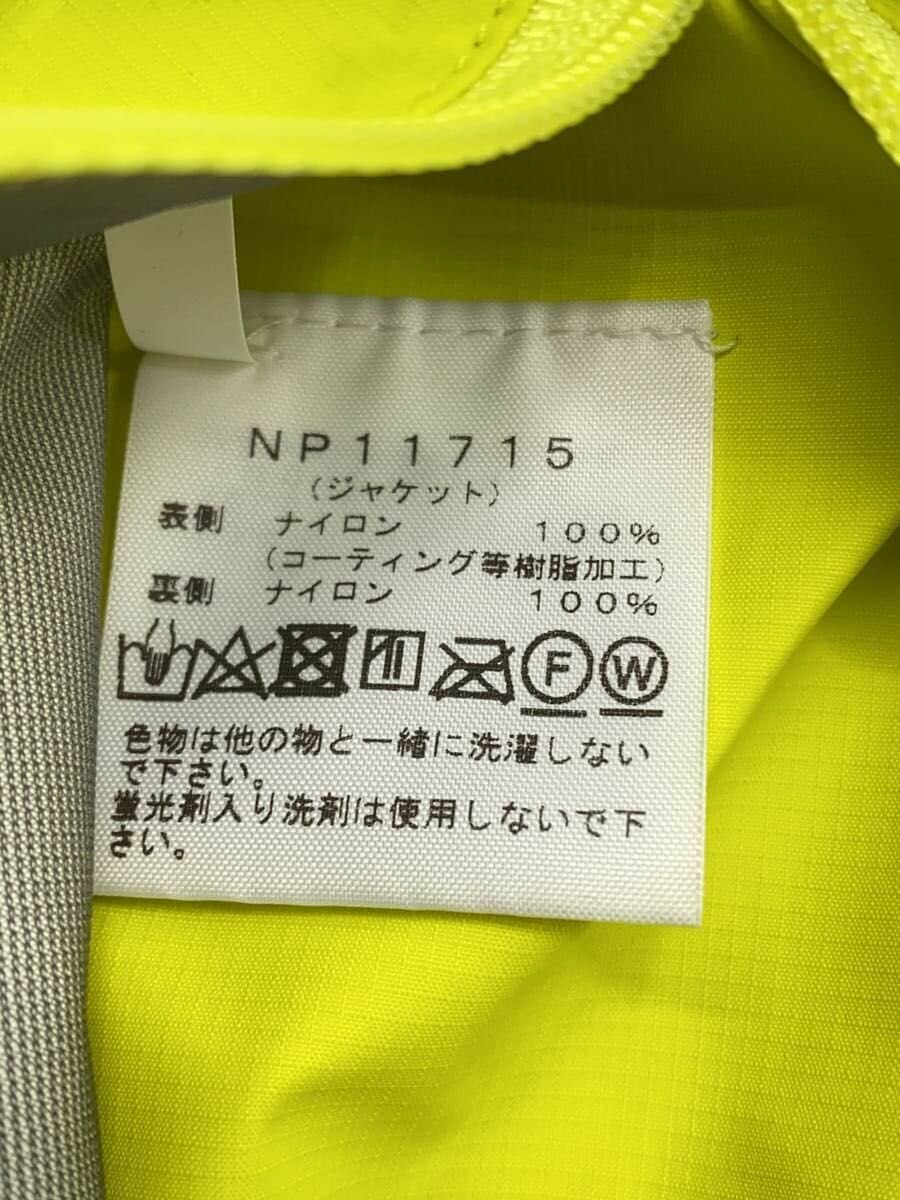 NP11715
(ジャケット)
表側 ナイロン 100%
(コーティング等樹脂加工)
裏側 ナイロン 100%
F W
色物は他の物と一緒に洗濯しない
で下さい。
蛍光剤入り洗剤は使用しないで下
さい。